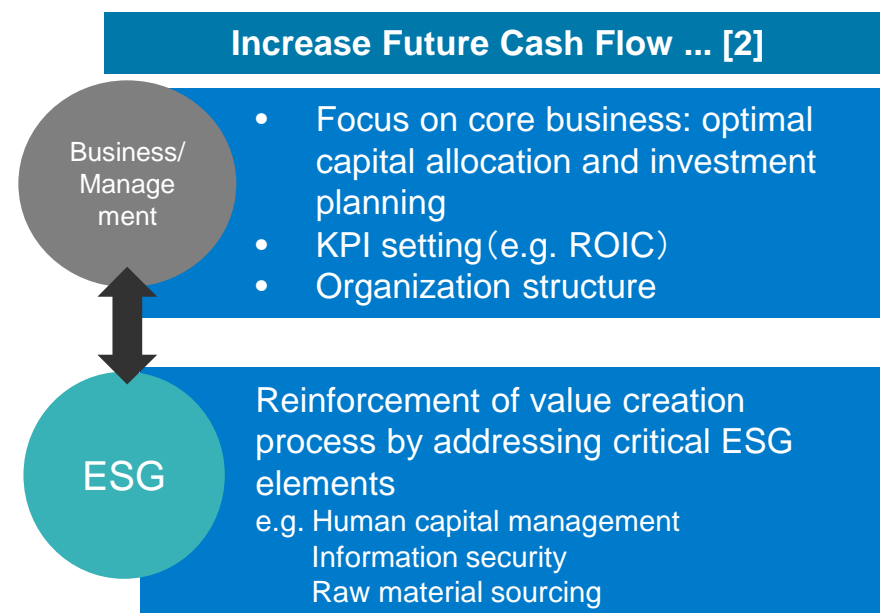 Increase Future Cash Flow ... [2]
Business/
Manage
ment
• Focus on core business: optimal
capital allocation and investment
planning
• KPI setting（e.g. ROIC）
• Organization structure
ESG
Reinforcement of value creation
process by addressing critical ESG
elements
e.g. Human capital management
Information security
Raw material sourcing